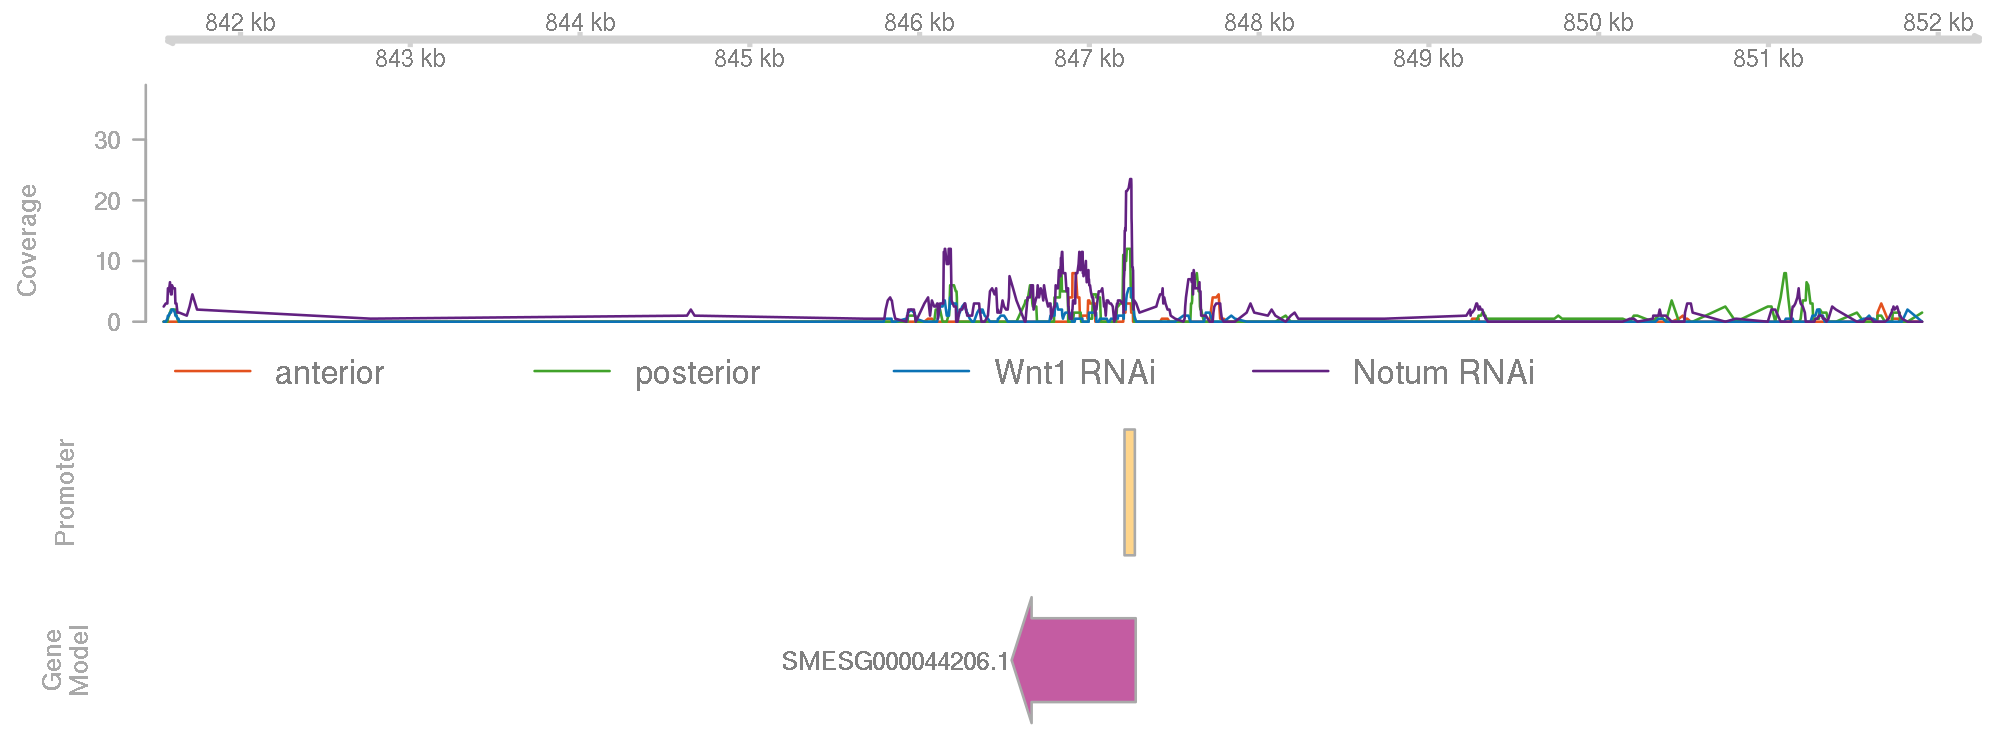 842 kb 844 kb 846 kb 848 kb 850 kb 852 kb
843 kb 845 kb 847 kb 849 kb 851 kb
Coverage
30
20
10
0
anterior posterior Wnt1 RNAi Notum RNAi
Promoter
Gene
Model
SMESG000044206.1